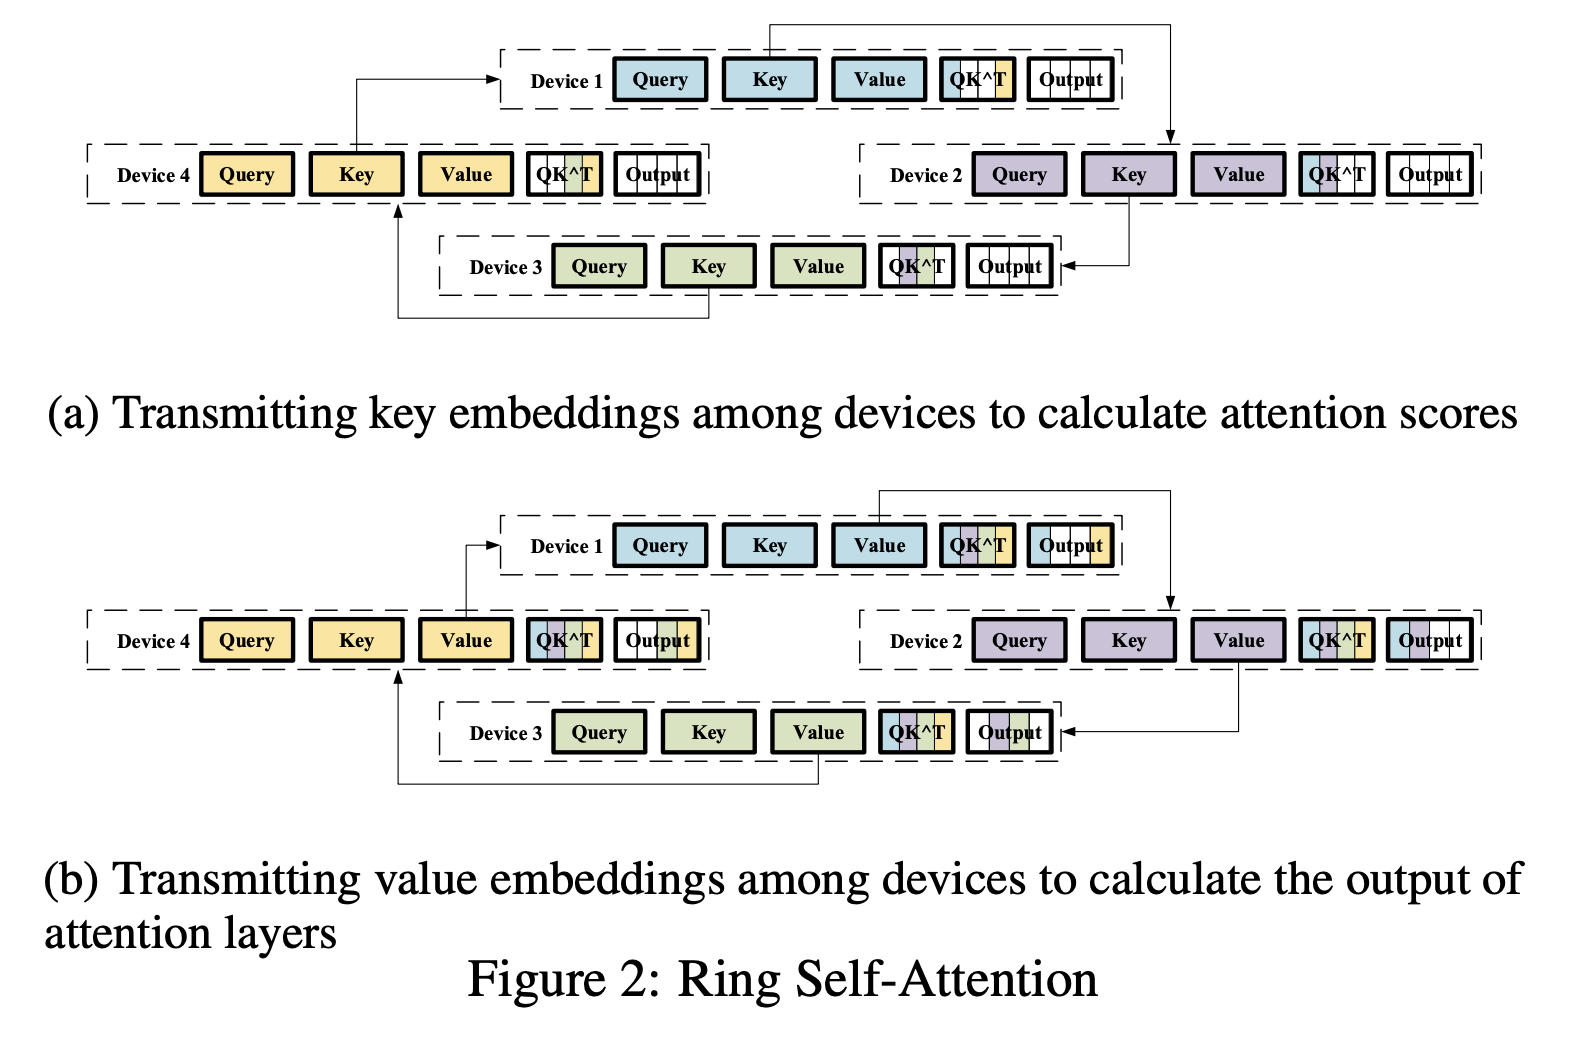 Device 1 Query Key Value QK^T Output
Device 4 Query Key Value QK^T Output
Device 2 Query Key Value QK^T Output
Device 3 Query Key Value QK^T Output
(a) Transmitting key embeddings among devices to calculate attention scores
Device 1 Query Key Value QK^T Output
Device 4 Query Key Value QK^T Output
Device 2 Query Key Value QK^T Output
Device 3 Query Key Value QK^T Output
(b) Transmitting value embeddings among devices to calculate the output of
attention layers
Figure 2: Ring Self-Attention